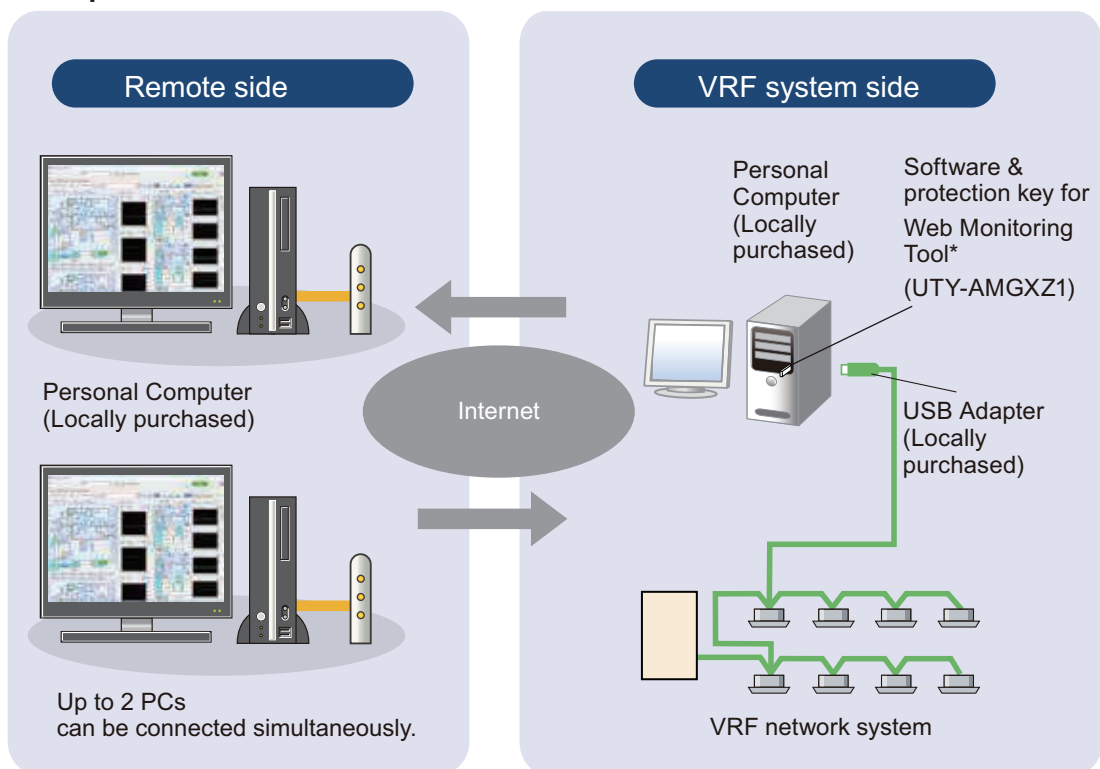 Remote side
Personal Computer
(Locally purchased)
Up to 2 PCs
can be connected simultaneously.
Internet
VRF system side
Personal
Computer
(Locally
purchased)
Software &
protection key for
Web Monitoring
Tool*
(UTY-AMGXZ1)
USB Adapter
(Locally
purchased)
VRF network system